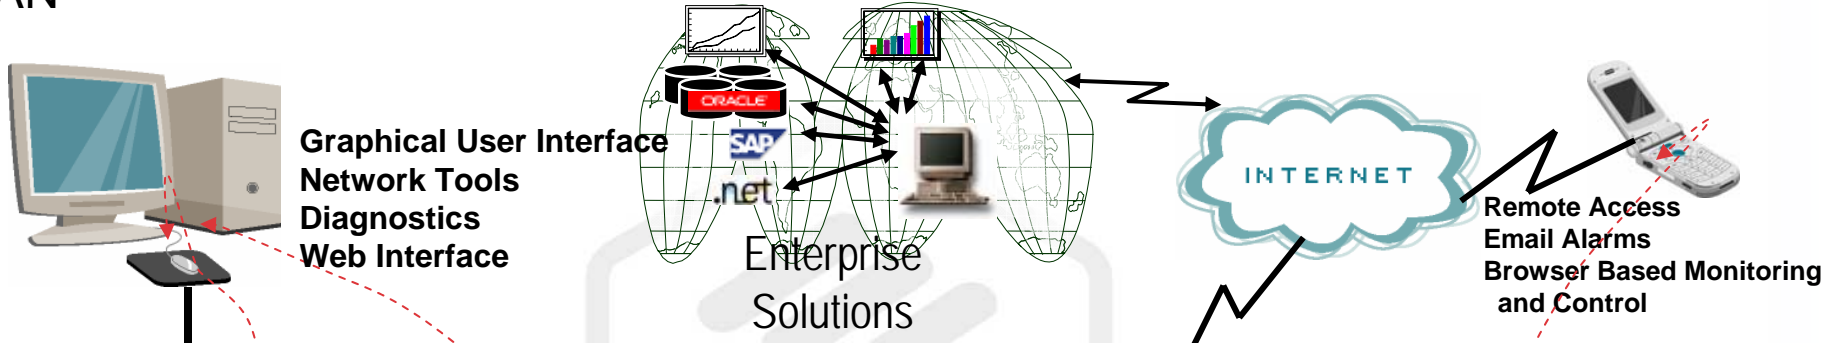 Graphical User Interface
Network Tools
Diagnostics
Web Interface
ORACLE
SAP
.net
Enterprise
Solutions
INTERNET
Remote Access
Email Alarms
Browser Based Monitoring
and Control